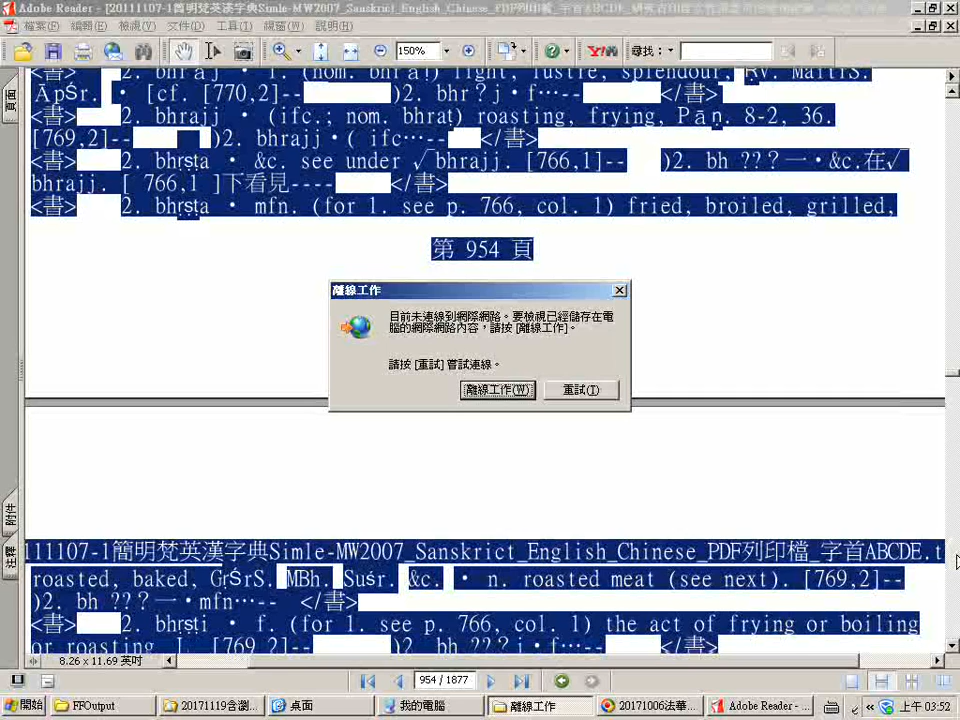 Adobe Reader - [20111107-1簡明梵英漢字典Simle-MW2007_Sanskrit_English_Chinese_PDF列印檔_字首ABCDE
檔案(F) 編輯(E) 檢視(V) 文件(D) 工具(T) 視窗(W) 說明(H)
150% Y! 尋找：
頁面
2. bhrāj • f. (nom. bhrāṭ) light, lustre, splendour, RV. MaitrS.
ĀpŚr. • [cf. [770,2]-- )2. bhr？j‧f…-- </書>
<書> 2. bhrajj • (ifc.; nom. bhraṭ) roasting, frying, Pāṇ. 8-2, 36.
[769,2]-- )2. bhrajj‧( ifc…-- </書>
<書> 2. bhṛṣṭa • &c. see under √bhrajj. [766,1]-- )2. bh ???一‧&c.在√
bhrajj. [ 766,1 ]下看見---- </書>
<書> 2. bhṛṣṭa • mfn. (for 1. see p. 766, col. 1) fried, broiled, grilled,
第 954 頁
離線工作
目前未連線到網際網路。要檢視已經儲存在電
腦的網際網路內容，請按 [離線工作]。
請按 [重試] 嘗試連線。
離線工作(W) 重試(T)
附件
注釋
111107-1簡明梵英漢字典Simle-MW2007_Sanskrit_English_Chinese_PDF列印檔_字首ABCDE.t
roasted, baked, GṛŚrS. MBh. Suśr. &c. • n. roasted meat (see next). [769,2]--
)2. bh ???一‧mfn…-- </書>
<書> 2. bhṛṣṭi • f. (for 1. see p. 766, col. 1) the act of frying or boiling
or roasting, L. [769,2]-- )2. bh ???i‧f…-- </書>
8.26 x 11.69 英吋
954 / 1877
開始 FFOutput 20171119含瀏... 桌面 我的電腦 離線工作 20171006法華... Adobe Reader -... 上午 03:52